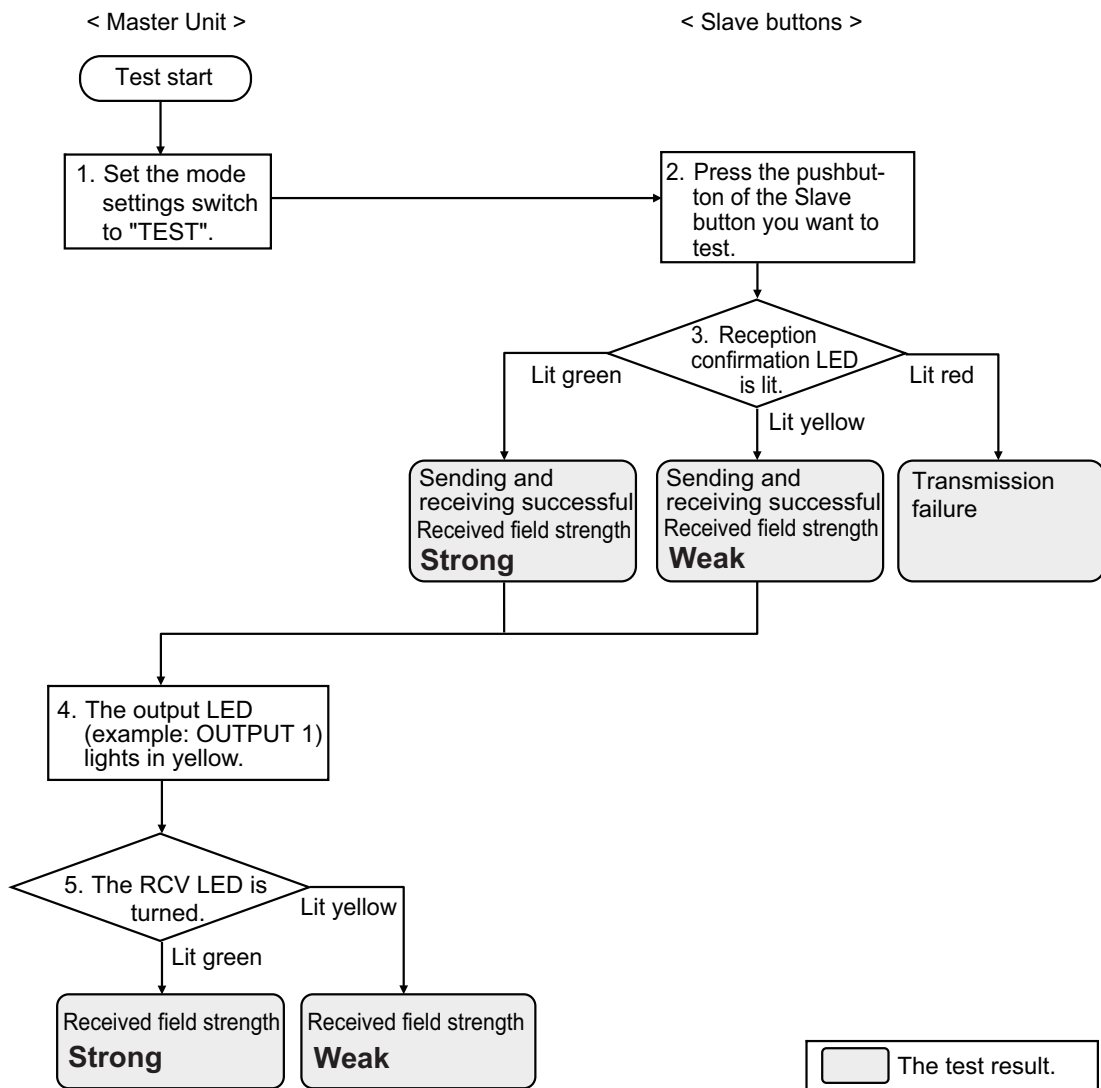 < Master Unit >
< Slave buttons >
Test start
1. Set the mode
settings switch
to "TEST".
2. Press the pushbut-
ton of the Slave
button you want to
test.
3. Reception
confirmation LED
is lit.
Lit green
Lit red
Lit yellow
Sending and
receiving successful
Received field strength
Strong
Sending and
receiving successful
Received field strength
Weak
Transmission
failure
4. The output LED
(example: OUTPUT 1)
lights in yellow.
5. The RCV LED is
turned.
Lit yellow
Lit green
Received field strength
Strong
Received field strength
Weak
The test result.